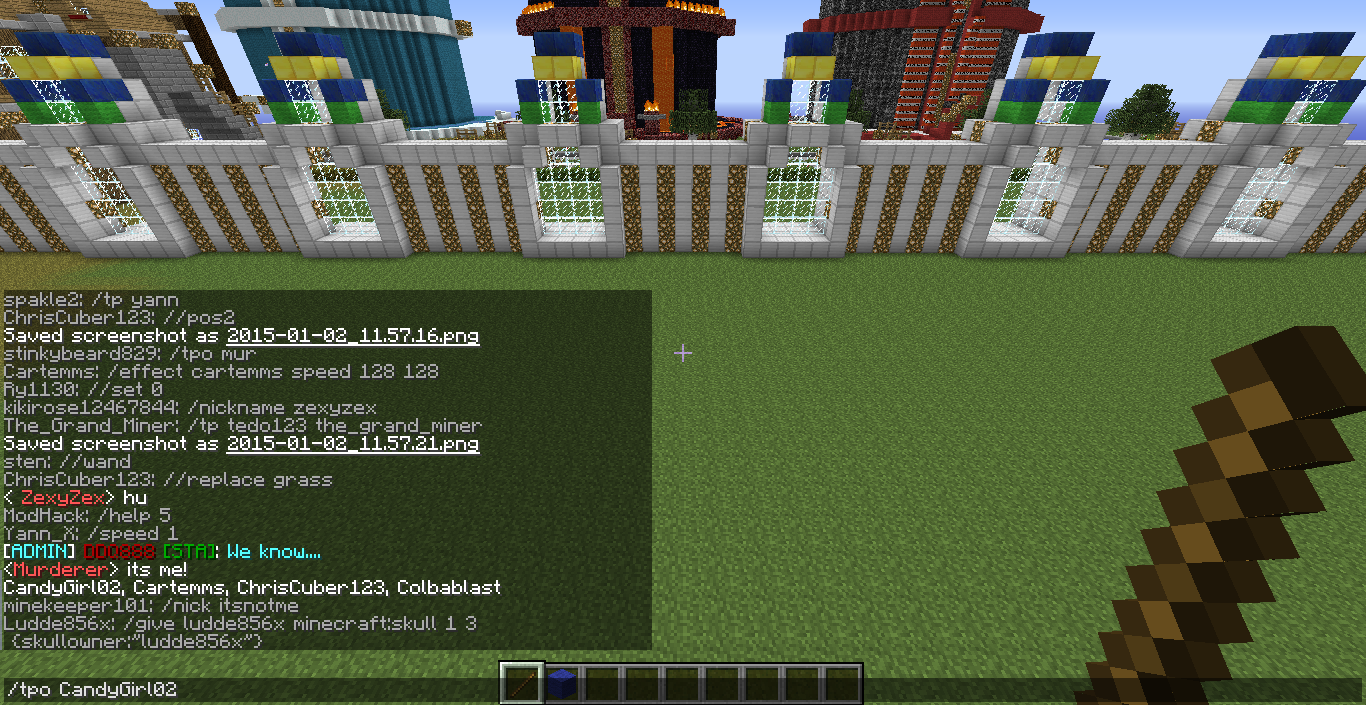 spakle2: /tp yann
ChrisCuber123: //pos2
Saved screenshot as 2015-01-02_11.57.16.png
stinkybeard829: /tpo mur
Cartemms: /effect cartemms speed 128 128
Ry1130: //set 0
kikirose12467844: /nickname zexyzex
The_Grand_Miner: /tp tedo123 the_grand_miner
Saved screenshot as 2015-01-02_11.57.21.png
sten: //wand
ChrisCuber123: //replace grass
< ZexyZex> hu
ModHack: /help 5
Yann_X: /speed 1
[ADMIN] DDQ888 [STA]: We know....
<Murderer> its me!
CandyGirl02, Cartemms, ChrisCuber123, Colbablast
minekeeper101: /nick itsnotme
Ludde856x: /give ludde856x minecraft:skull 1 3
{skullowner:"ludde856x"}
/tpo CandyGirl02